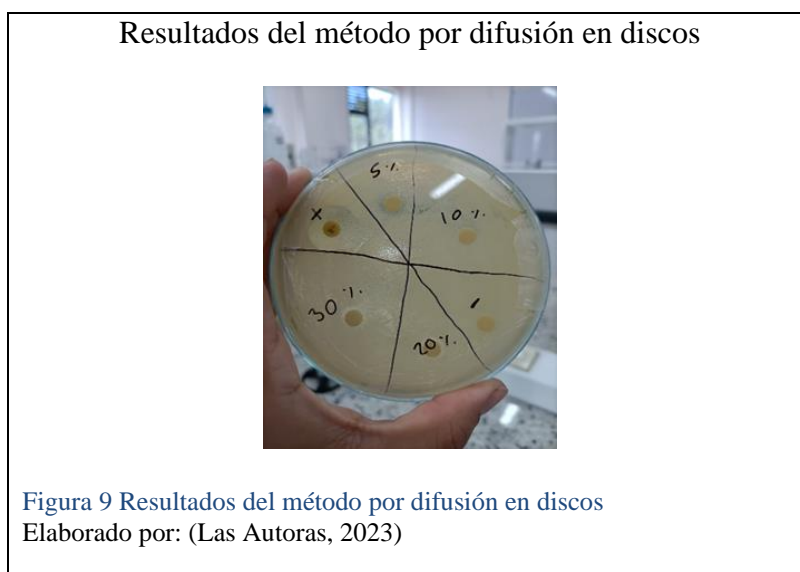 Resultados del método por difusión en discos
5%
X
10%
30%
20%
Figura 9 Resultados del método por difusión en discos
Elaborado por: (Las Autoras, 2023)